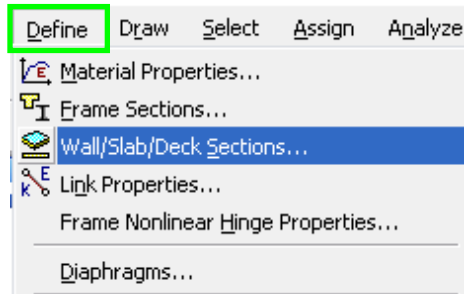 Define Draw Select Assign Analyze
Material Properties...
Frame Sections...
Wall/Slab/Deck Sections...
Link Properties...
Frame Nonlinear Hinge Properties...
Diaphragms...